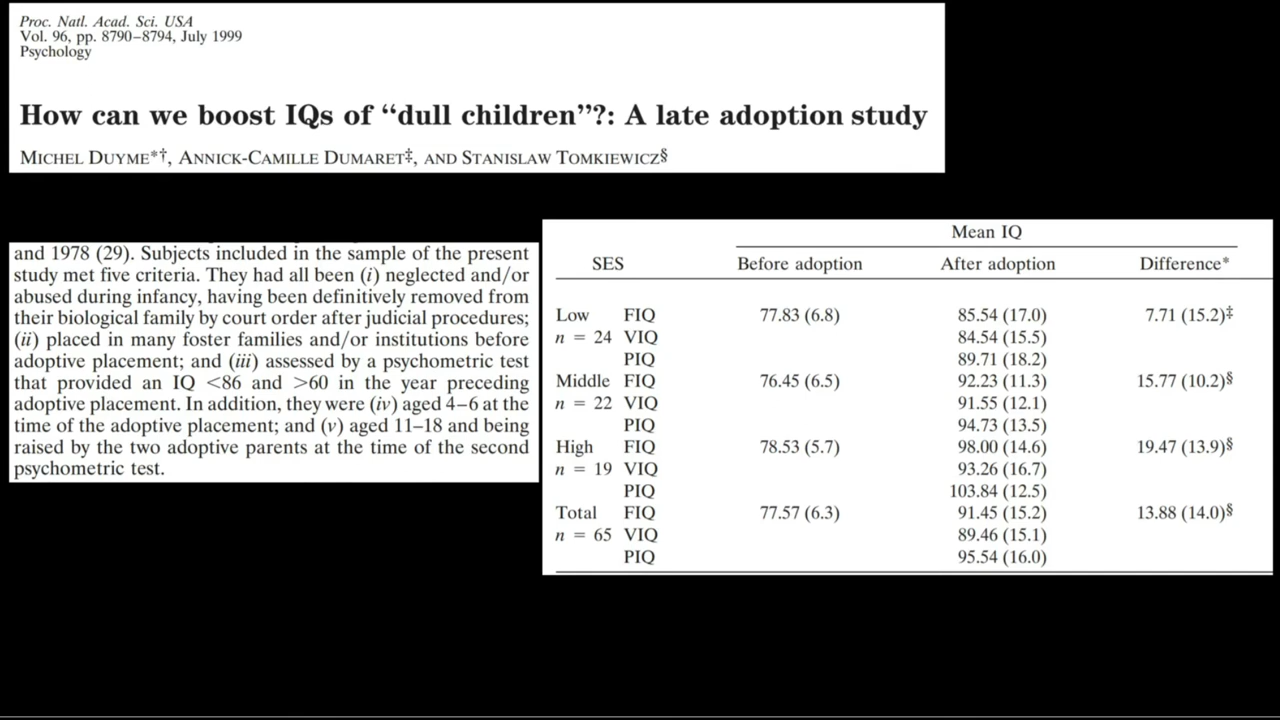 Proc. Natl. Acad. Sci. USA
Vol. 96, pp. 8790–8794, July 1999
Psychology
How can we boost IQs of “dull children”?: A late adoption study
MICHEL DUYME*†, ANNICK-CAMILLE DUMARET‡, AND STANISLAW TOMKIEWICZ§
and 1978 (29). Subjects included in the sample of the present
study met five criteria. They had all been (i) neglected and/or
abused during infancy, having been definitively removed from
their biological family by court order after judicial procedures;
(ii) placed in many foster families and/or institutions before
adoptive placement; and (iii) assessed by a psychometric test
that provided an IQ <86 and >60 in the year preceding
adoptive placement. In addition, they were (iv) aged 4–6 at the
time of the adoptive placement; and (v) aged 11–18 and being
raised by the two adoptive parents at the time of the second
psychometric test.
Mean IQ
SES Before adoption After adoption Difference*
Low FIQ 77.83 (6.8) 85.54 (17.0) 7.71 (15.2)‡
n = 24 VIQ 84.54 (15.5)
PIQ 89.71 (18.2)
Middle FIQ 76.45 (6.5) 92.23 (11.3) 15.77 (10.2)§
n = 22 VIQ 91.55 (12.1)
PIQ 94.73 (13.5)
High FIQ 78.53 (5.7) 98.00 (14.6) 19.47 (13.9)§
n = 19 VIQ 93.26 (16.7)
PIQ 103.84 (12.5)
Total FIQ 77.57 (6.3) 91.45 (15.2) 13.88 (14.0)§
n = 65 VIQ 89.46 (15.1)
PIQ 95.54 (16.0)